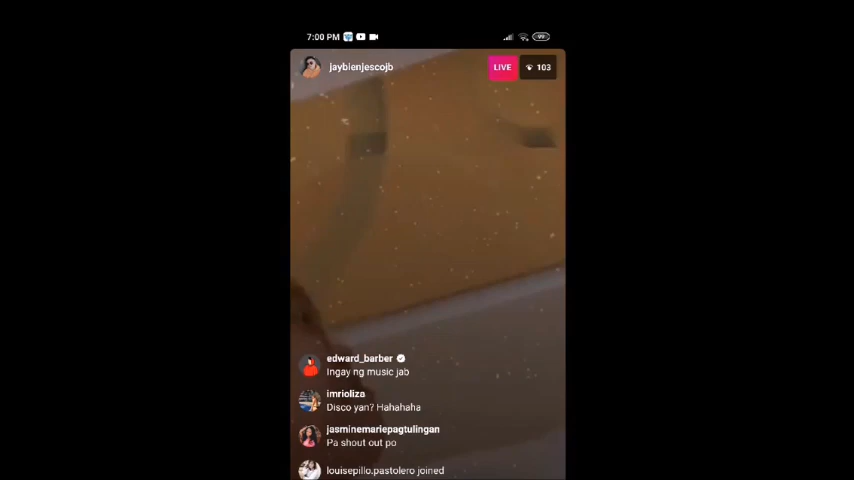 7:00 PM
jaybienjescojb
LIVE
103
edward_barber
Ingay ng music jab
imrioliza
Disco yan? Hahahaha
jasminemariepagtulingan
Pa shout out po
louisepillo.pastolero joined